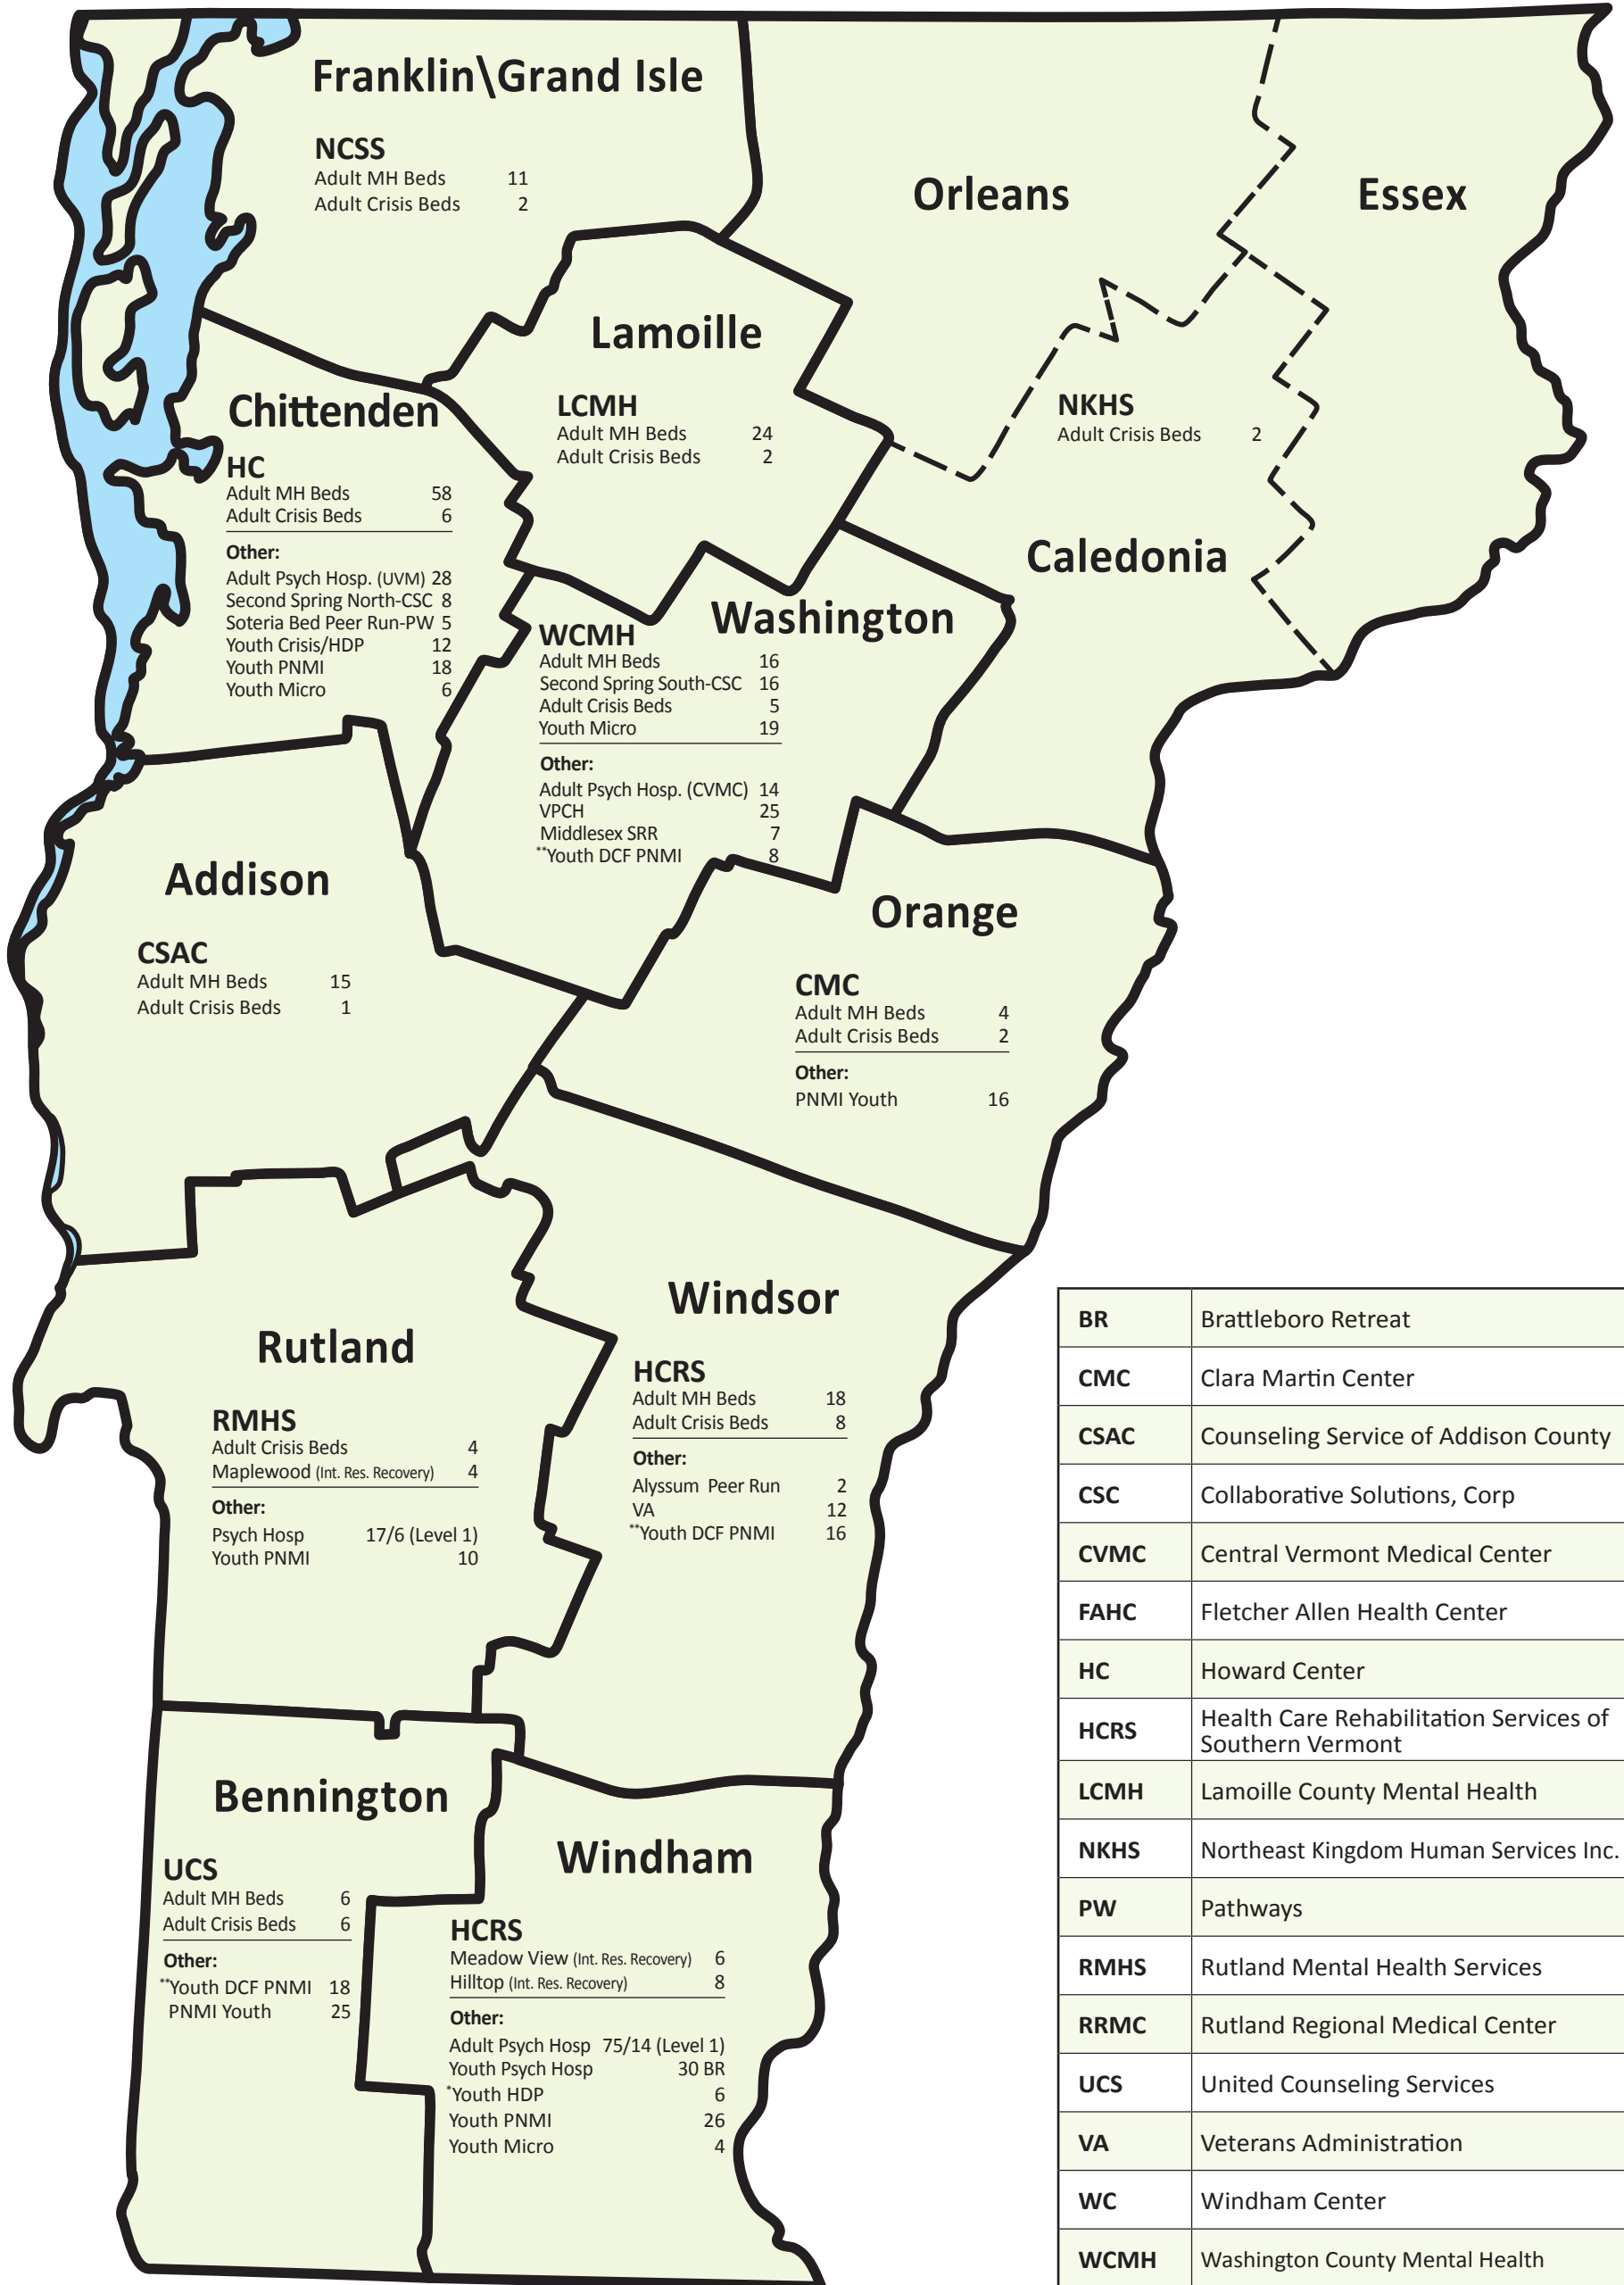 Franklin\Grand Isle
NCSS
Adult MH Beds 11
Adult Crisis Beds 2
Orleans
Essex
Lamoille
LCMH
Adult MH Beds 24
Adult Crisis Beds 2
NKHS
Adult Crisis Beds 2
Caledonia
Chittenden
HC
Adult MH Beds 58
Adult Crisis Beds 6
Other:
Adult Psych Hosp. (UVM) 28
Second Spring North-CSC 8
Soteria Bed Peer Run-PW 5
Youth Crisis/HDP 12
Youth PNMI 18
Youth Micro 6
Washington
WCMH
Adult MH Beds 16
Second Spring South-CSC 16
Adult Crisis Beds 5
Youth Micro 19
Other:
Adult Psych Hosp. (CVMC) 14
VPCH 25
Middlesex SRR 7
**Youth DCF PNMI 8
Addison
CSAC
Adult MH Beds 15
Adult Crisis Beds 1
Orange
CMC
Adult MH Beds 4
Adult Crisis Beds 2
Other:
PNMI Youth 16
Rutland
RMHS
Adult Crisis Beds 4
Maplewood (Int. Res. Recovery) 4
Other:
Psych Hosp 17/6 (Level 1)
Youth PNMI 10
Windsor
HCRS
Adult MH Beds 18
Adult Crisis Beds 8
Other:
Alyssum Peer Run 2
VA 12
**Youth DCF PNMI 16
Bennington
UCS
Adult MH Beds 6
Adult Crisis Beds 6
Other:
**Youth DCF PNMI 18
PNMI Youth 25
Windham
HCRS
Meadow View (Int. Res. Recovery) 6
Hilltop (Int. Res. Recovery) 8
Other:
Adult Psych Hosp 75/14 (Level 1)
Youth Psych Hosp 30 BR
*Youth HDP 6
Youth PNMI 26
Youth Micro 4
BR Brattleboro Retreat
CMC Clara Martin Center
CSAC Counseling Service of Addison County
CSC Collaborative Solutions, Corp
CVMC Central Vermont Medical Center
FAHC Fletcher Allen Health Center
HC Howard Center
HCRS Health Care Rehabilitation Services of
Southern Vermont
LCMH Lamoille County Mental Health
NKHS Northeast Kingdom Human Services Inc.
PW Pathways
RMHS Rutland Mental Health Services
RRMC Rutland Regional Medical Center
UCS United Counseling Services
VA Veterans Administration
WC Windham Center
WCMH Washington County Mental Health